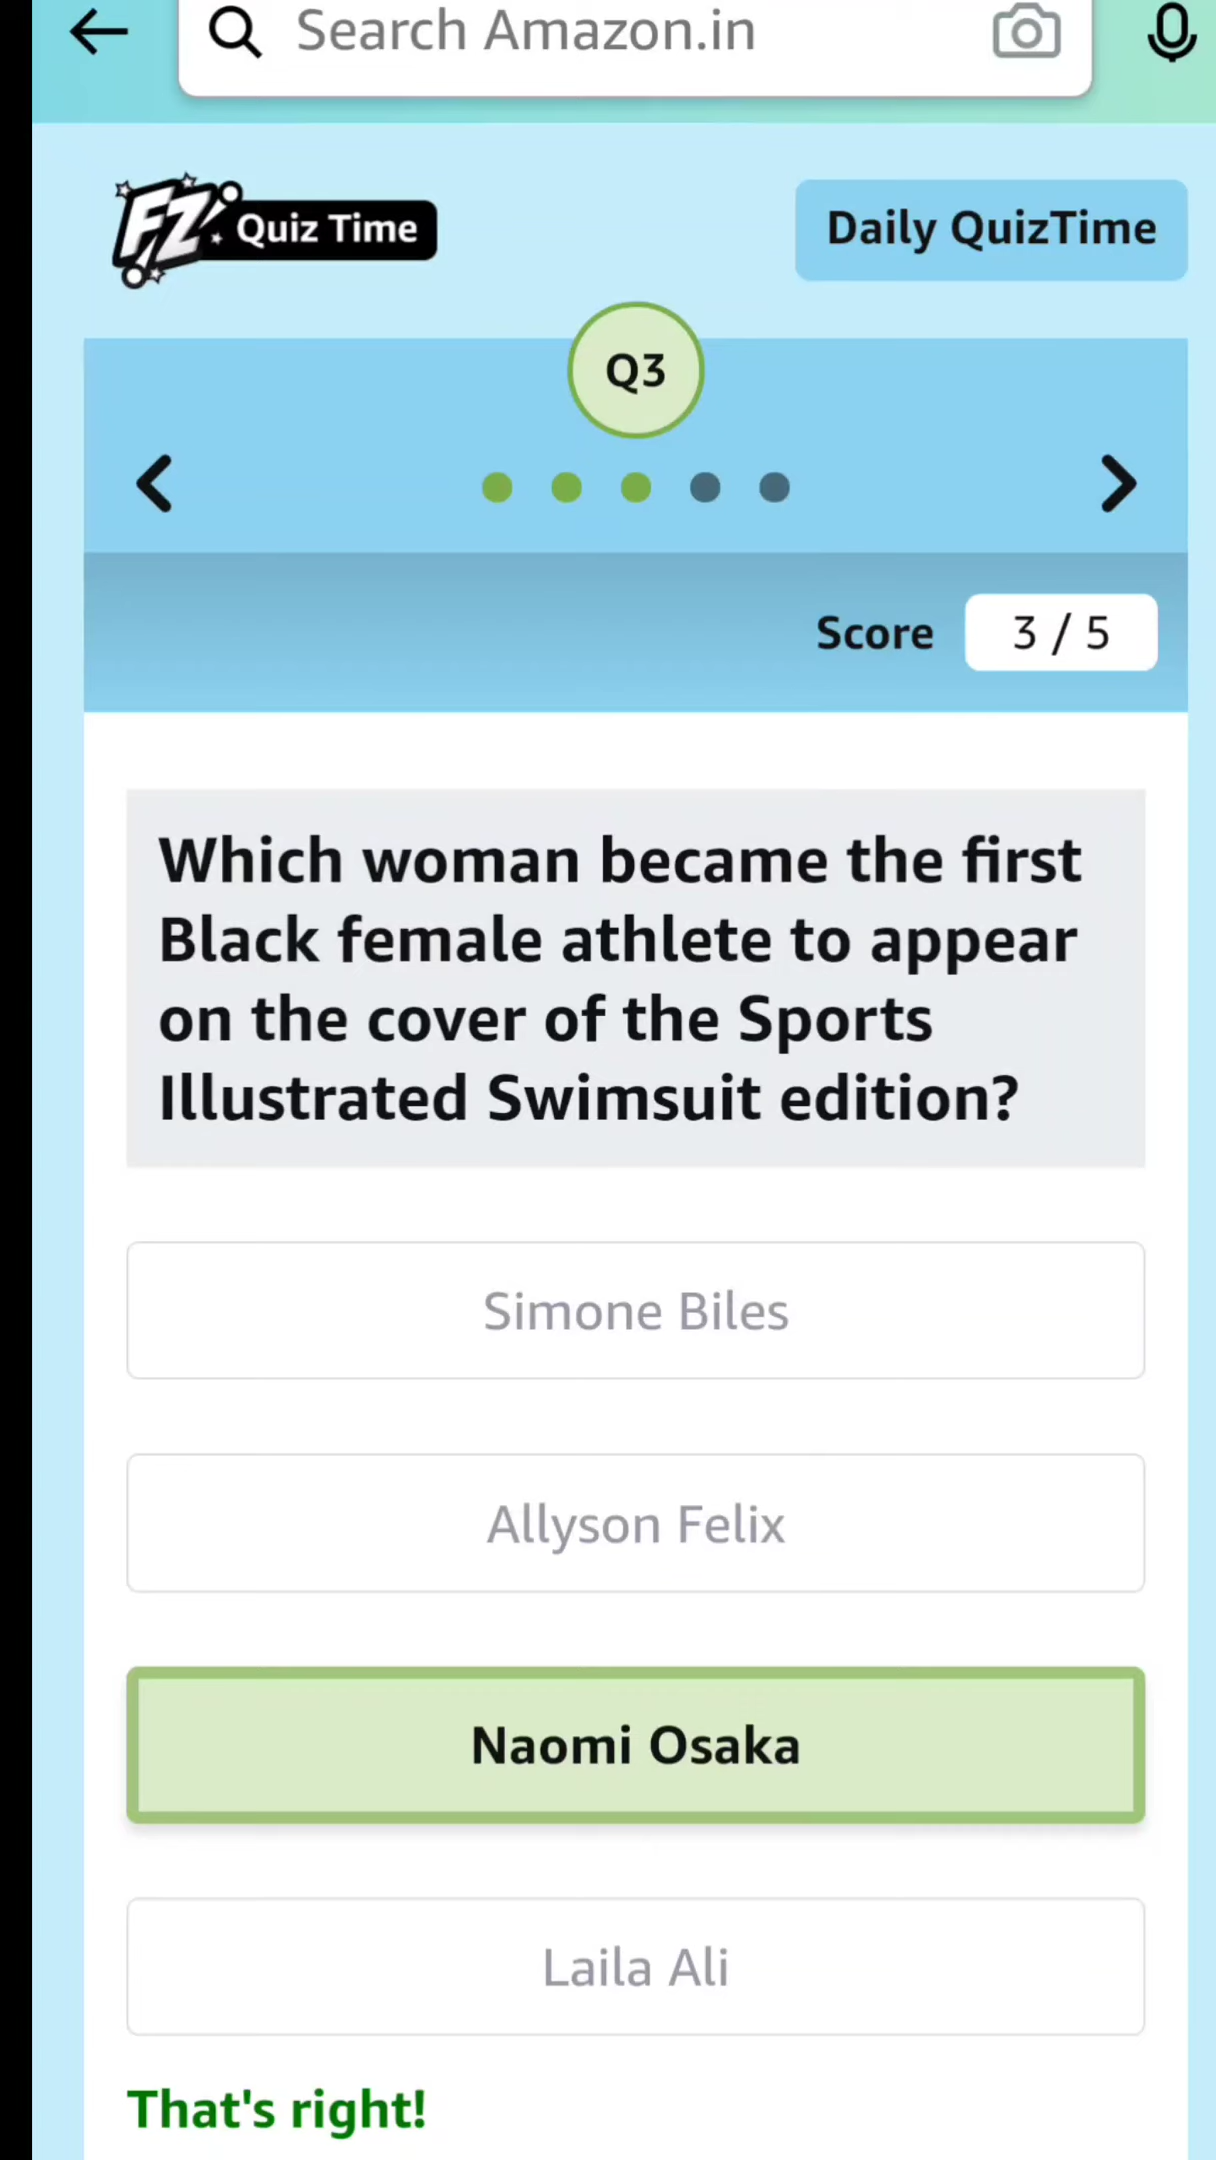 Search Amazon.in
FZ Quiz Time
Daily QuizTime
Q3
Score 3 / 5
Which woman became the first
Black female athlete to appear
on the cover of the Sports
Illustrated Swimsuit edition?
Simone Biles
Allyson Felix
Naomi Osaka
Laila Ali
That's right!